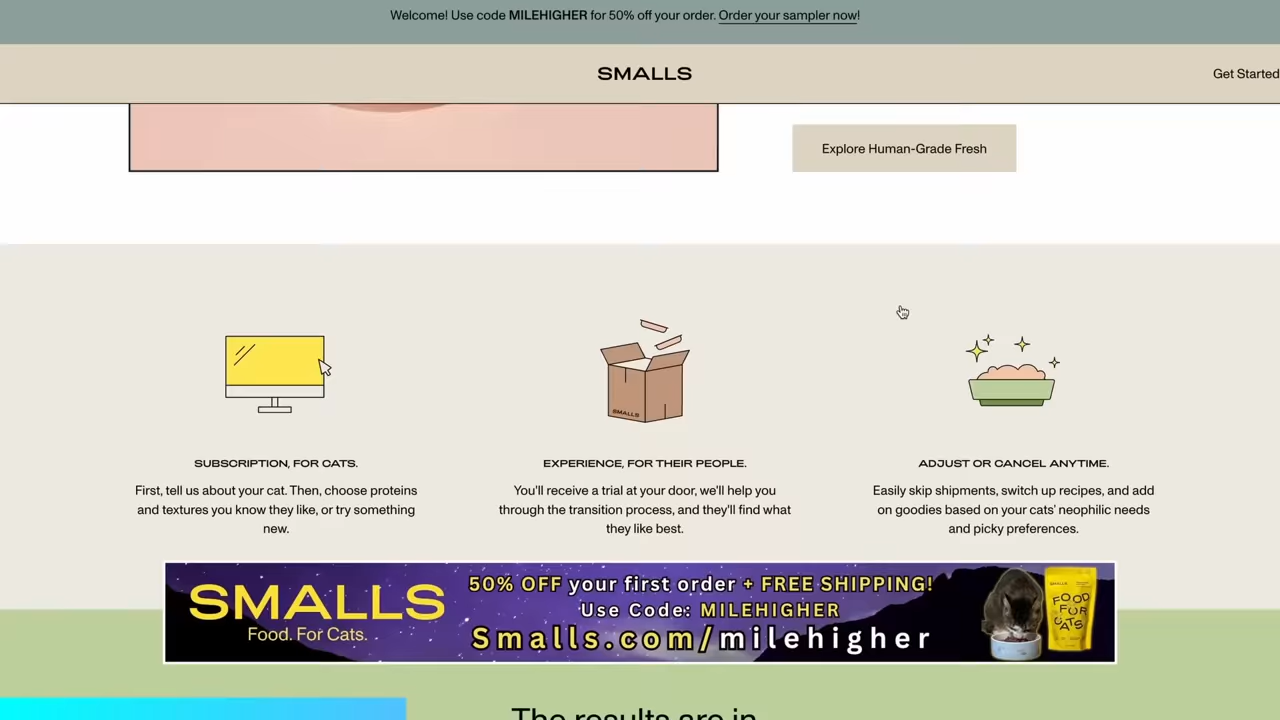 Welcome! Use code MILEHIGHER for 50% off your order. Order your sampler now!
SMALLS
Get Started
Explore Human-Grade Fresh
SMALLS
SUBSCRIPTION, FOR CATS.
First, tell us about your cat. Then, choose proteins
and textures you know they like, or try something
new.
EXPERIENCE, FOR THEIR PEOPLE.
You'll receive a trial at your door, we'll help you
through the transition process, and they'll find what
they like best.
ADJUST OR CANCEL ANYTIME.
Easily skip shipments, switch up recipes, and add
on goodies based on your cats' neophilic needs
and picky preferences.
SMALLS
Food. For Cats.
50% OFF your first order + FREE SHIPPING!
Use Code: MILEHIGHER
Smalls.com/milehigher
SMALLS
FOOD
FOR
CATS
The results are in